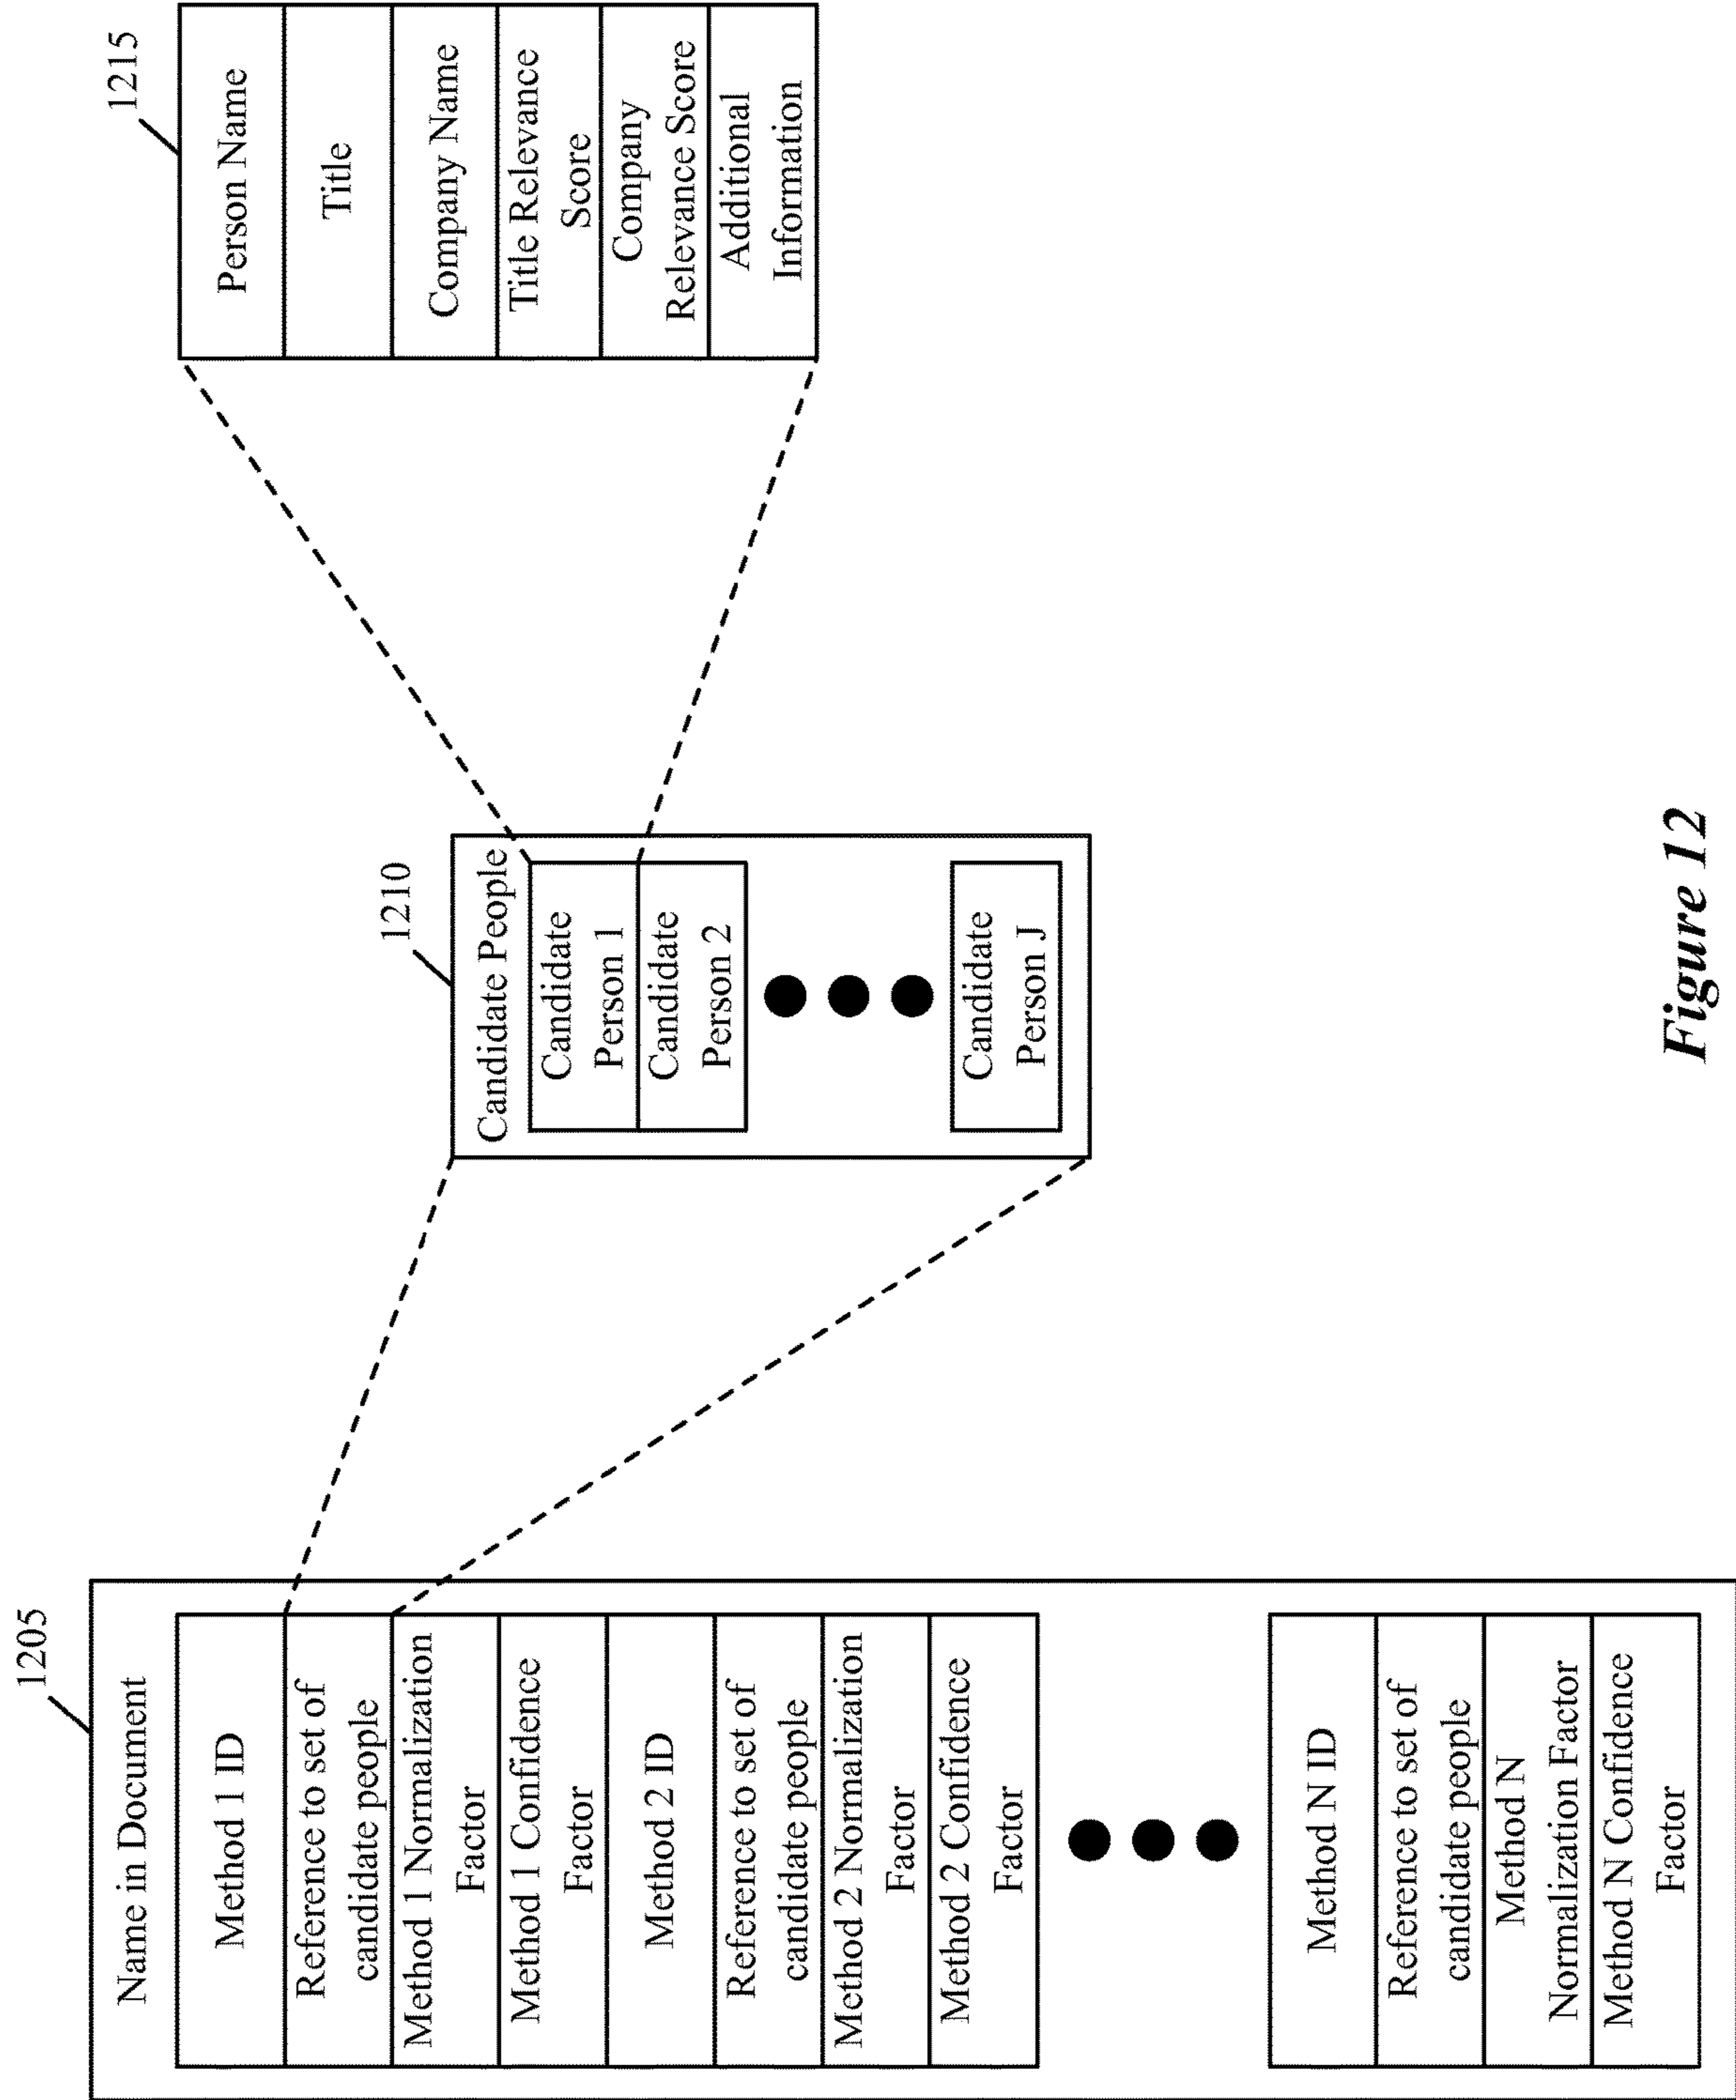 1205
Name in Document
Method 1 ID
Reference to set of
candidate people
Method 1 Normalization
Factor
Method 1 Confidence
Factor
Method 2 ID
Reference to set of
candidate people
Method 2 Normalization
Factor
Method 2 Confidence
Factor
Method N ID
Reference to set of
candidate people
Method N
Normalization Factor
Method N Confidence
Factor
1210
Candidate People
Candidate
Person 1
Candidate
Person 2
Candidate
Person J
1215
Person Name
Title
Company Name
Title Relevance
Score
Company
Relevance Score
Additional
Information
Figure 12